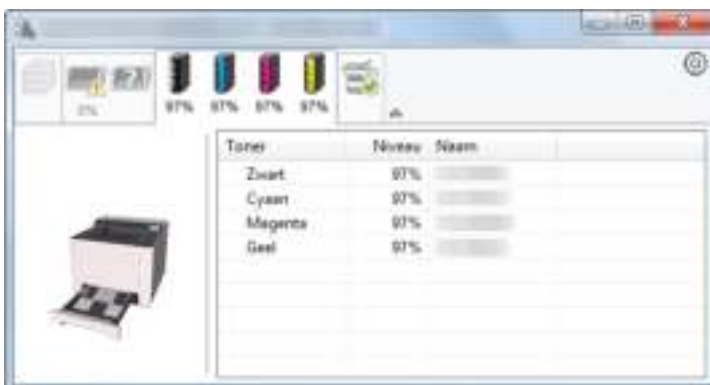 97% 97% 97% 97%
Toner Niveau Naam
Zwart 97%
Cyaan 97%
Magenta 97%
Geel 97%